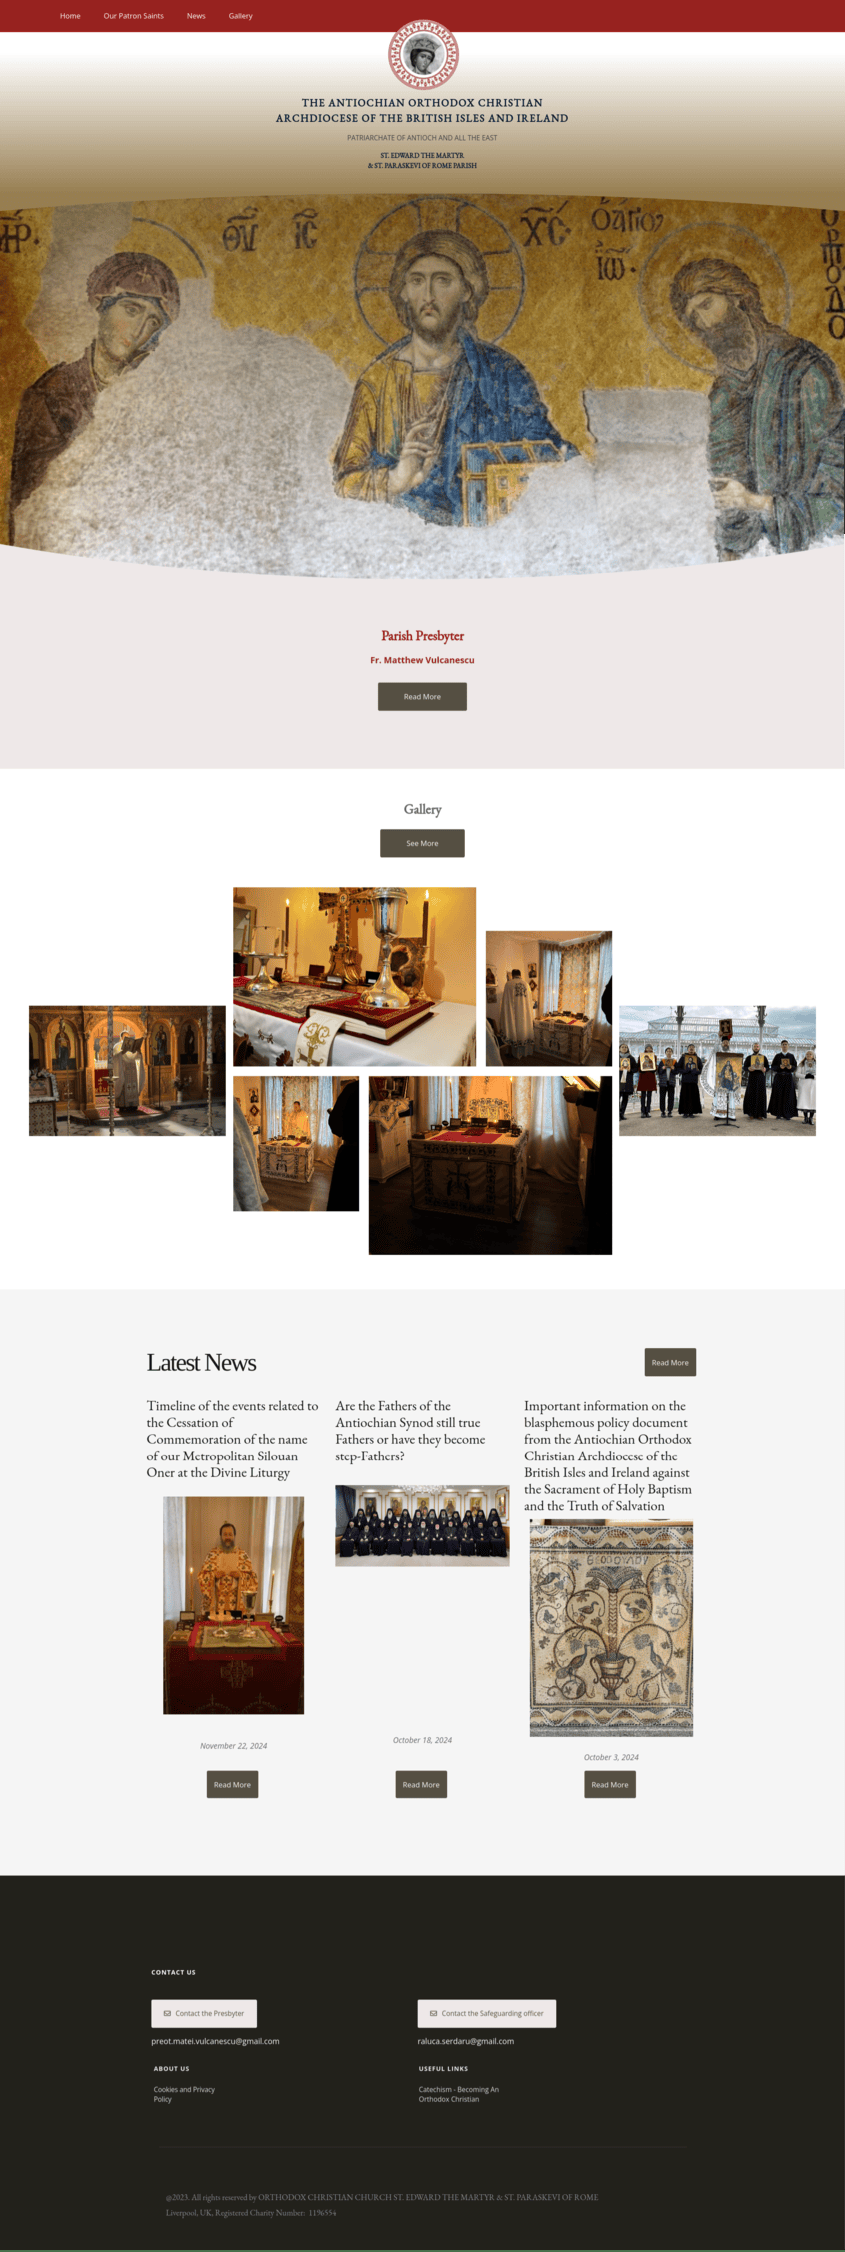 Home
Our Patron Saints
News
Gallery
THE ANTIOCHIAN ORTHODOX CHRISTIAN
ARCHDIOCESE OF THE BRITISH ISLES AND IRELAND
PATRIARCHATE OF ANTIOCH AND ALL THE EAST
ST. EDWARD THE MARTYR
& ST. PARASKEVI OF ROME PARISH
ΘΥ
ΙC
ΧC
Parish Presbyter
Fr. Matthew Vulcanescu
Read More
Gallery
See More
Latest News
Read More
Timeline of the events related to
the Cessation of
Commemoration of the name
of our Metropolitan Silouan
Oner at the Divine Liturgy
November 22, 2024
Read More
Are the Fathers of the
Antiochian Synod still true
Fathers or have they become
step-Fathers?
October 18, 2024
Read More
Important information on the
blasphemous policy document
from the Antiochian Orthodox
Christian Archdiocese of the
British Isles and Ireland against
the Sacrament of Holy Baptism
and the Truth of Salvation
October 3, 2024
Read More
CONTACT US
Contact the Presbyter
preot.matei.vulcanescu@gmail.com
Contact the Safeguarding officer
raluca.serdaru@gmail.com
ABOUT US
Cookies and Privacy
Policy
USEFUL LINKS
Catechism - Becoming An
Orthodox Christian
@2023. All rights reserved by ORTHODOX CHRISTIAN CHURCH ST. EDWARD THE MARTYR & ST. PARASKEVI OF ROME
Liverpool, UK, Registered Charity Number: 1196554